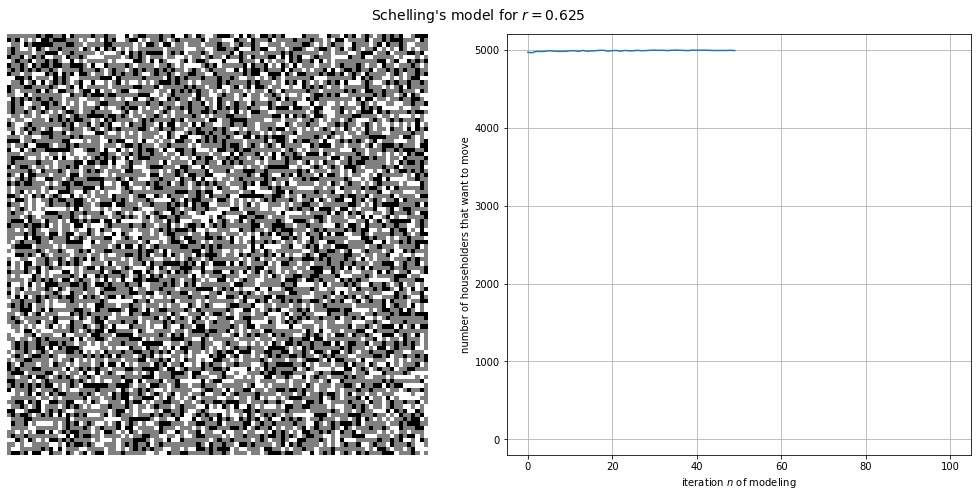 Schelling's model for r = 0.625
number of householders that want to move
5000
4000
3000
2000
1000
0
0 20 40 60 80 100
iteration n of modeling